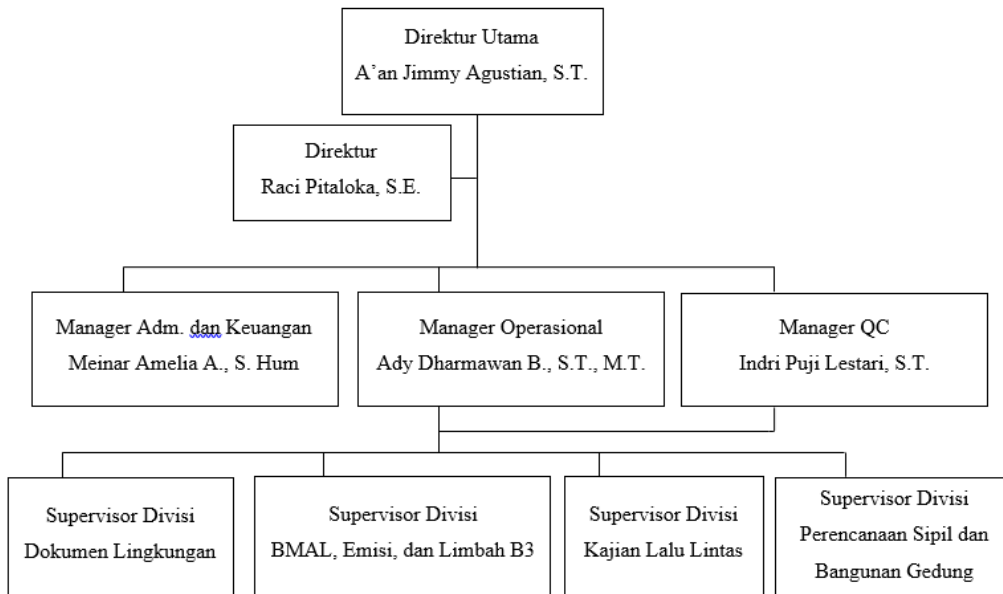 Direktur Utama
A’an Jimmy Agustian, S.T.
Direktur
Raci Pitaloka, S.E.
Manager Adm. dan Keuangan
Meinar Amelia A., S. Hum
Manager Operasional
Ady Dharmawan B., S.T., M.T.
Manager QC
Indri Puji Lestari, S.T.
Supervisor Divisi
Dokumen Lingkungan
Supervisor Divisi
BMAL, Emisi, dan Limbah B3
Supervisor Divisi
Kajian Lalu Lintas
Supervisor Divisi
Perencanaan Sipil dan
Bangunan Gedung